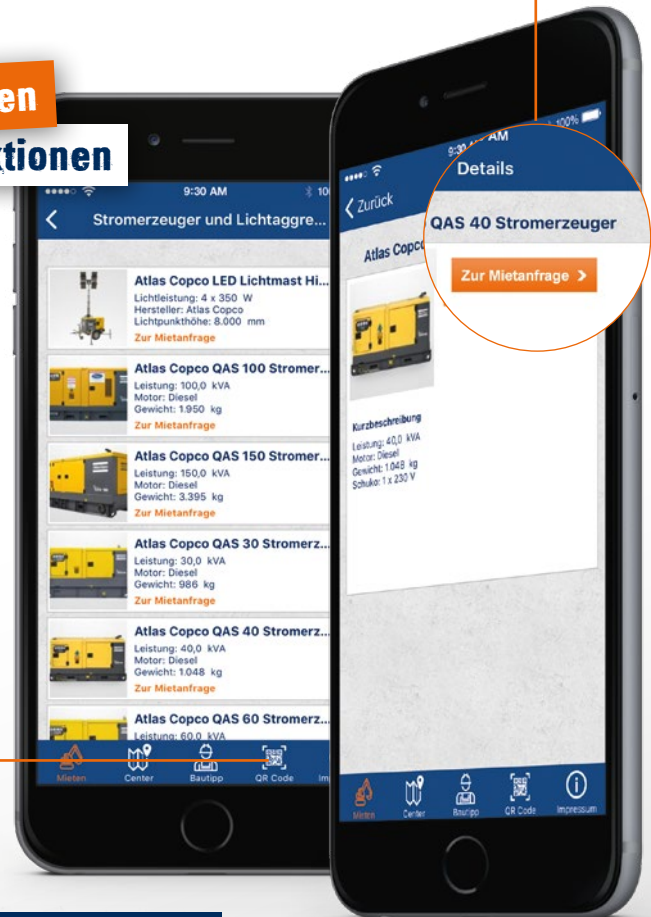 en
tionen
9:30 AM
Stromerzeuger und Lichtaggre...
Atlas Copco LED Lichtmast Hi...
Lichtleistung: 4 x 350 W
Hersteller: Atlas Copco
Lichtpunkthöhe: 8.000 mm
Zur Mietanfrage
Atlas Copco QAS 100 Stromer...
Leistung: 100,0 kVA
Motor: Diesel
Gewicht: 1.950 kg
Zur Mietanfrage
Atlas Copco QAS 150 Stromer...
Leistung: 150,0 kVA
Motor: Diesel
Gewicht: 3.395 kg
Zur Mietanfrage
Atlas Copco QAS 30 Stromerz...
Leistung: 30,0 kVA
Motor: Diesel
Gewicht: 986 kg
Zur Mietanfrage
Atlas Copco QAS 40 Stromerz...
Leistung: 40,0 kVA
Motor: Diesel
Gewicht: 1.048 kg
Zur Mietanfrage
Atlas Copco QAS 60 Stromerz...
Leistung: 60,0 kVA
Mieten Center Bautipp QR Code Im
9:30 AM 100%
Zurück Details
Atlas Copco QAS 40 Stromerzeuger
Zur Mietanfrage
Kurzbeschreibung
Leistung: 40,0 kVA
Motor: Diesel
Gewicht: 1.048 kg
Schuko: 1 x 230 V
Mieten Center Bautipp QR Code Impressum